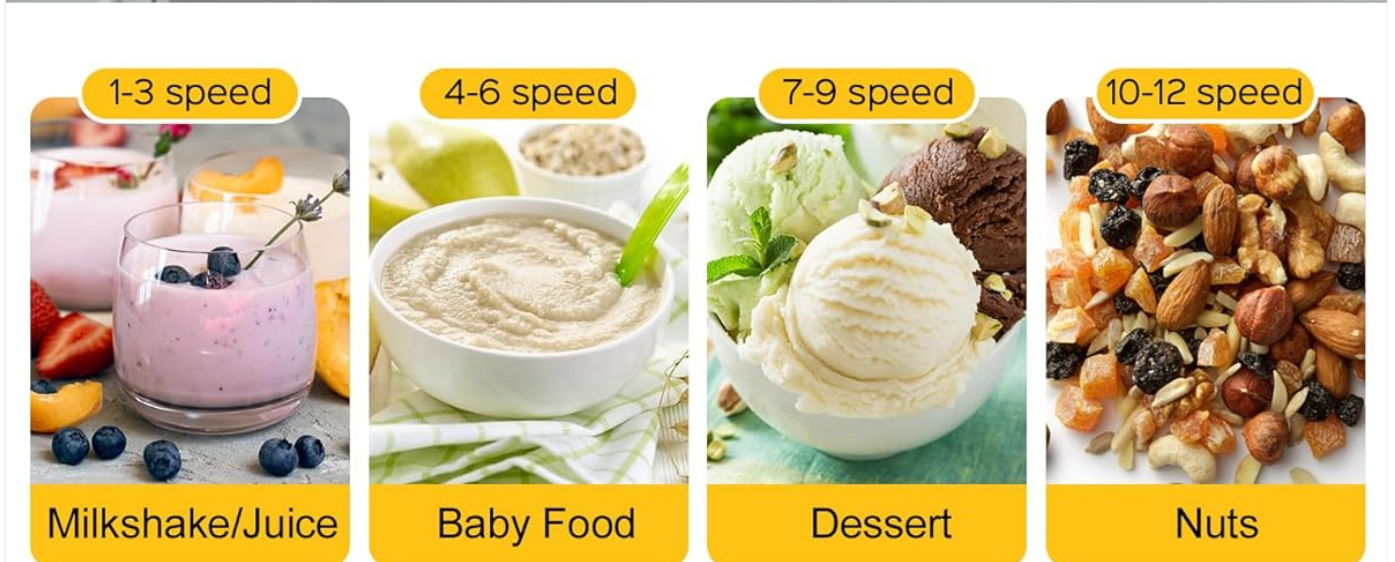 1-3 speed
4-6 speed
7-9 speed
10-12 speed
Milkshake/Juice
Baby Food
Dessert
Nuts